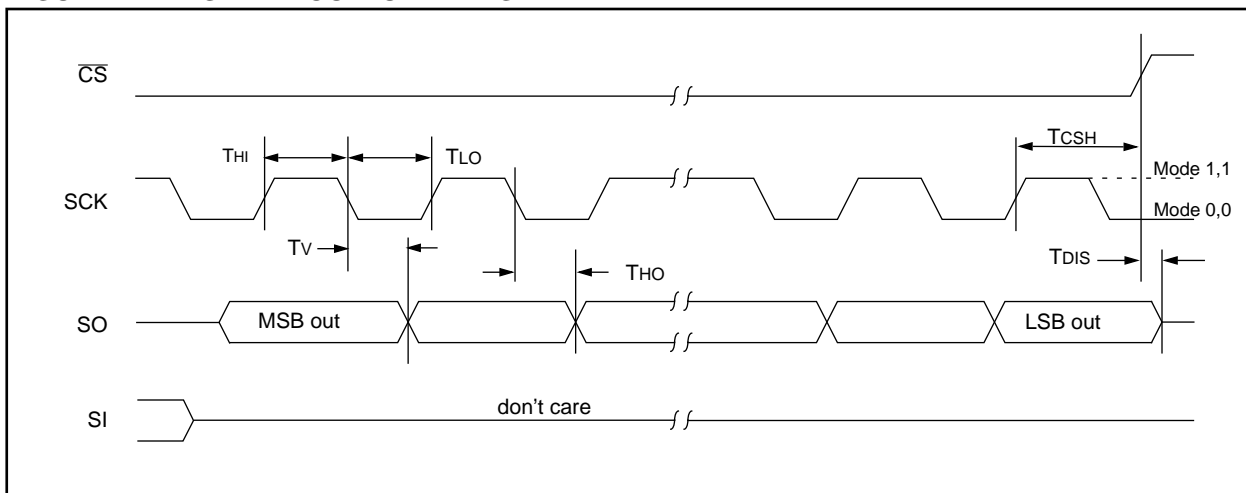 CS
THI
TLO
TCSH
Mode 1,1
SCK
Mode 0,0
TV
THO
TDIS
SO
MSB out
LSB out
SI
don't care